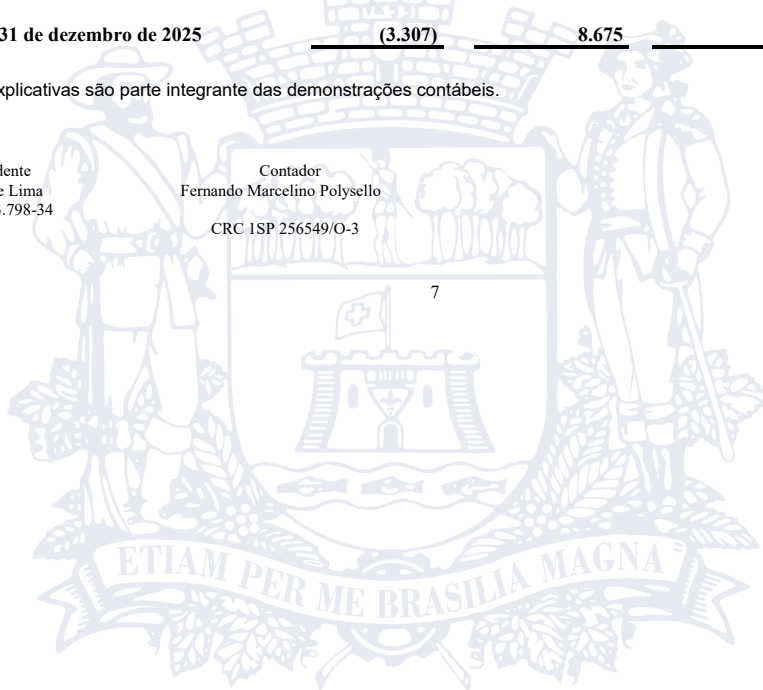 31 de dezembro de 2025 (3.307) 8.675
xplicativas são parte integrante das demonstrações contábeis.
dente Contador
e Lima Fernando Marcelino Polysello
.798-34
CRC 1SP 256549/O-3
7
ETIAM PER ME BRASILIA MAGNA